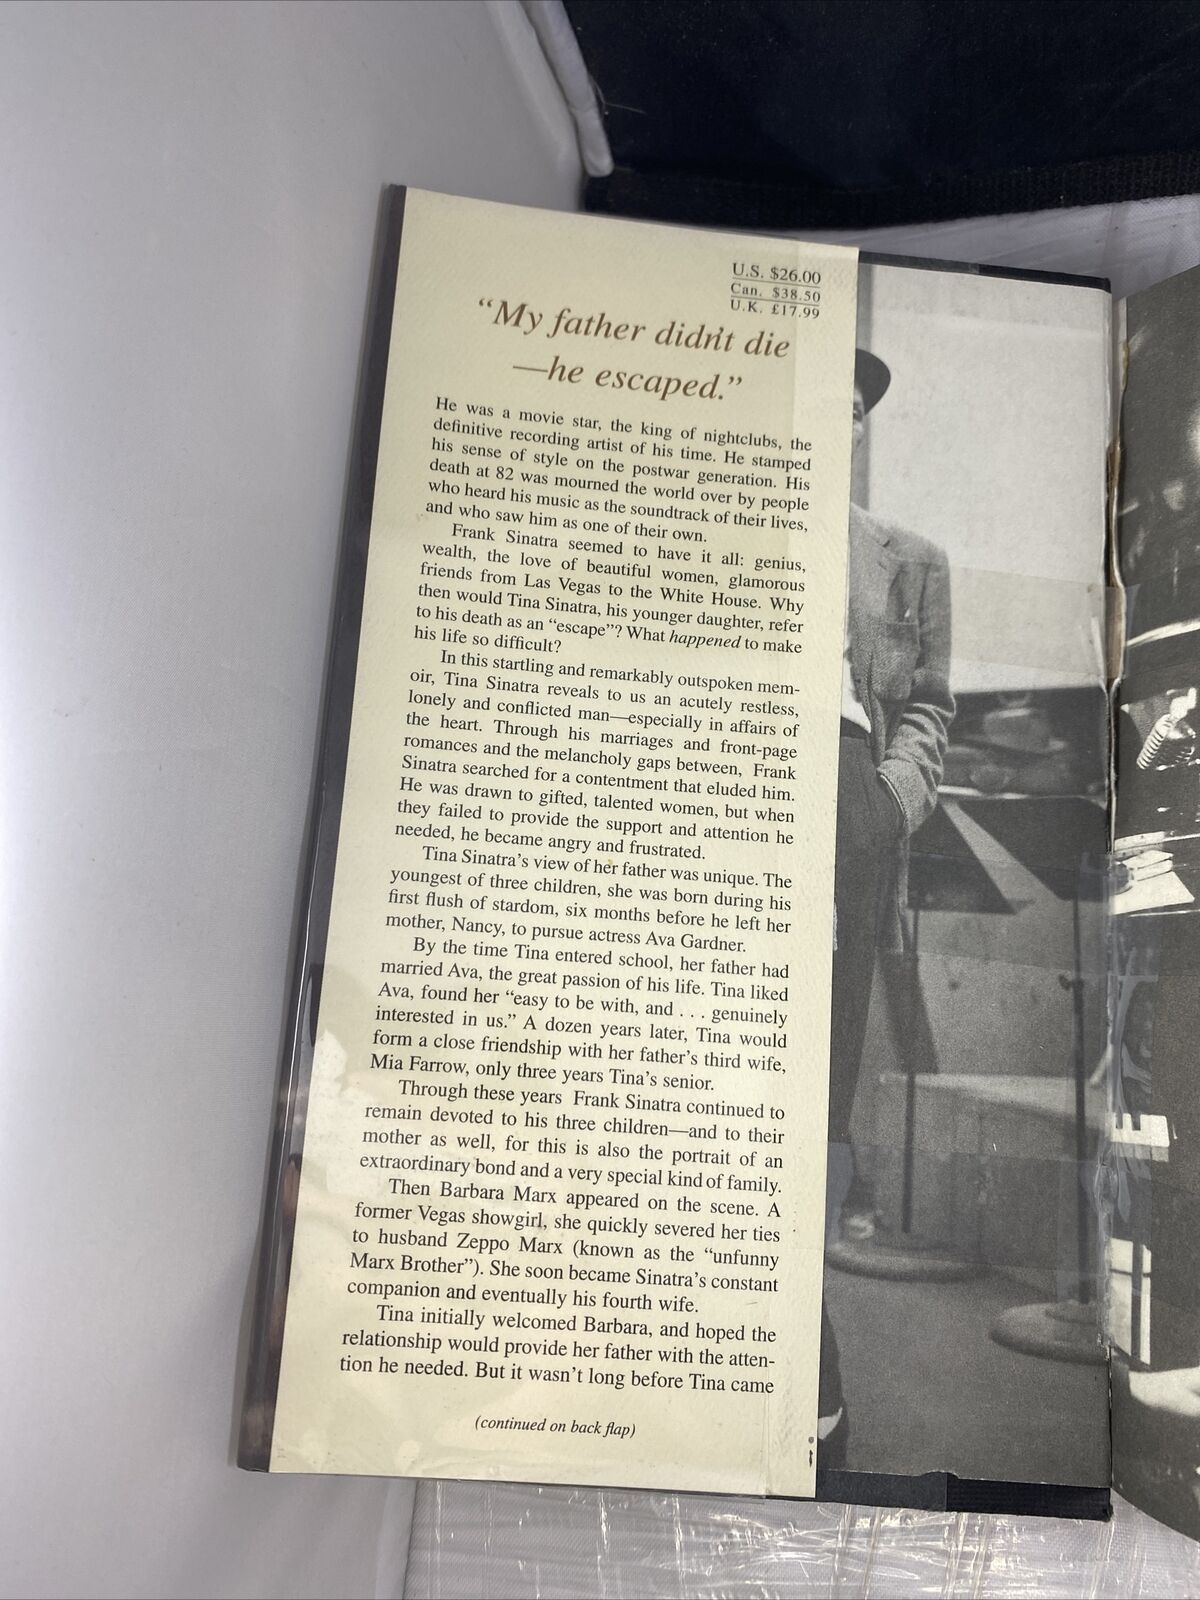 U.S. $26.00
Can. $38.50
U.K. £17.99
“My father didn't die
—he escaped.”
He was a movie star, the king of nightclubs, the
definitive recording artist of his time. He stamped
his sense of style on the postwar generation. His
death at 82 was mourned the world over by people
who heard his music as the soundtrack of their lives,
and who saw him as one of their own.
Frank Sinatra seemed to have it all: genius,
wealth, the love of beautiful women, glamorous
friends from Las Vegas to the White House. Why
then would Tina Sinatra, his younger daughter, refer
to his death as an “escape”? What happened to make
his life so difficult?
In this startling and remarkably outspoken mem-
oir, Tina Sinatra reveals to us an acutely restless,
lonely and conflicted man—especially in affairs of
the heart. Through his marriages and front-page
romances and the melancholy gaps between, Frank
Sinatra searched for a contentment that eluded him.
He was drawn to gifted, talented women, but when
they failed to provide the support and attention he
needed, he became angry and frustrated.
Tina Sinatra’s view of her father was unique. The
youngest of three children, she was born during his
first flush of stardom, six months before he left her
mother, Nancy, to pursue actress Ava Gardner.
By the time Tina entered school, her father had
married Ava, the great passion of his life. Tina liked
Ava, found her “easy to be with, and . . . genuinely
interested in us.” A dozen years later, Tina would
form a close friendship with her father’s third wife,
Mia Farrow, only three years Tina’s senior.
Through these years Frank Sinatra continued to
remain devoted to his three children—and to their
mother as well, for this is also the portrait of an
extraordinary bond and a very special kind of family.
Then Barbara Marx appeared on the scene. A
former Vegas showgirl, she quickly severed her ties
to husband Zeppo Marx (known as the “unfunny
Marx Brother”). She soon became Sinatra’s constant
companion and eventually his fourth wife.
Tina initially welcomed Barbara, and hoped the
relationship would provide her father with the atten-
tion he needed. But it wasn’t long before Tina came
(continued on back flap)